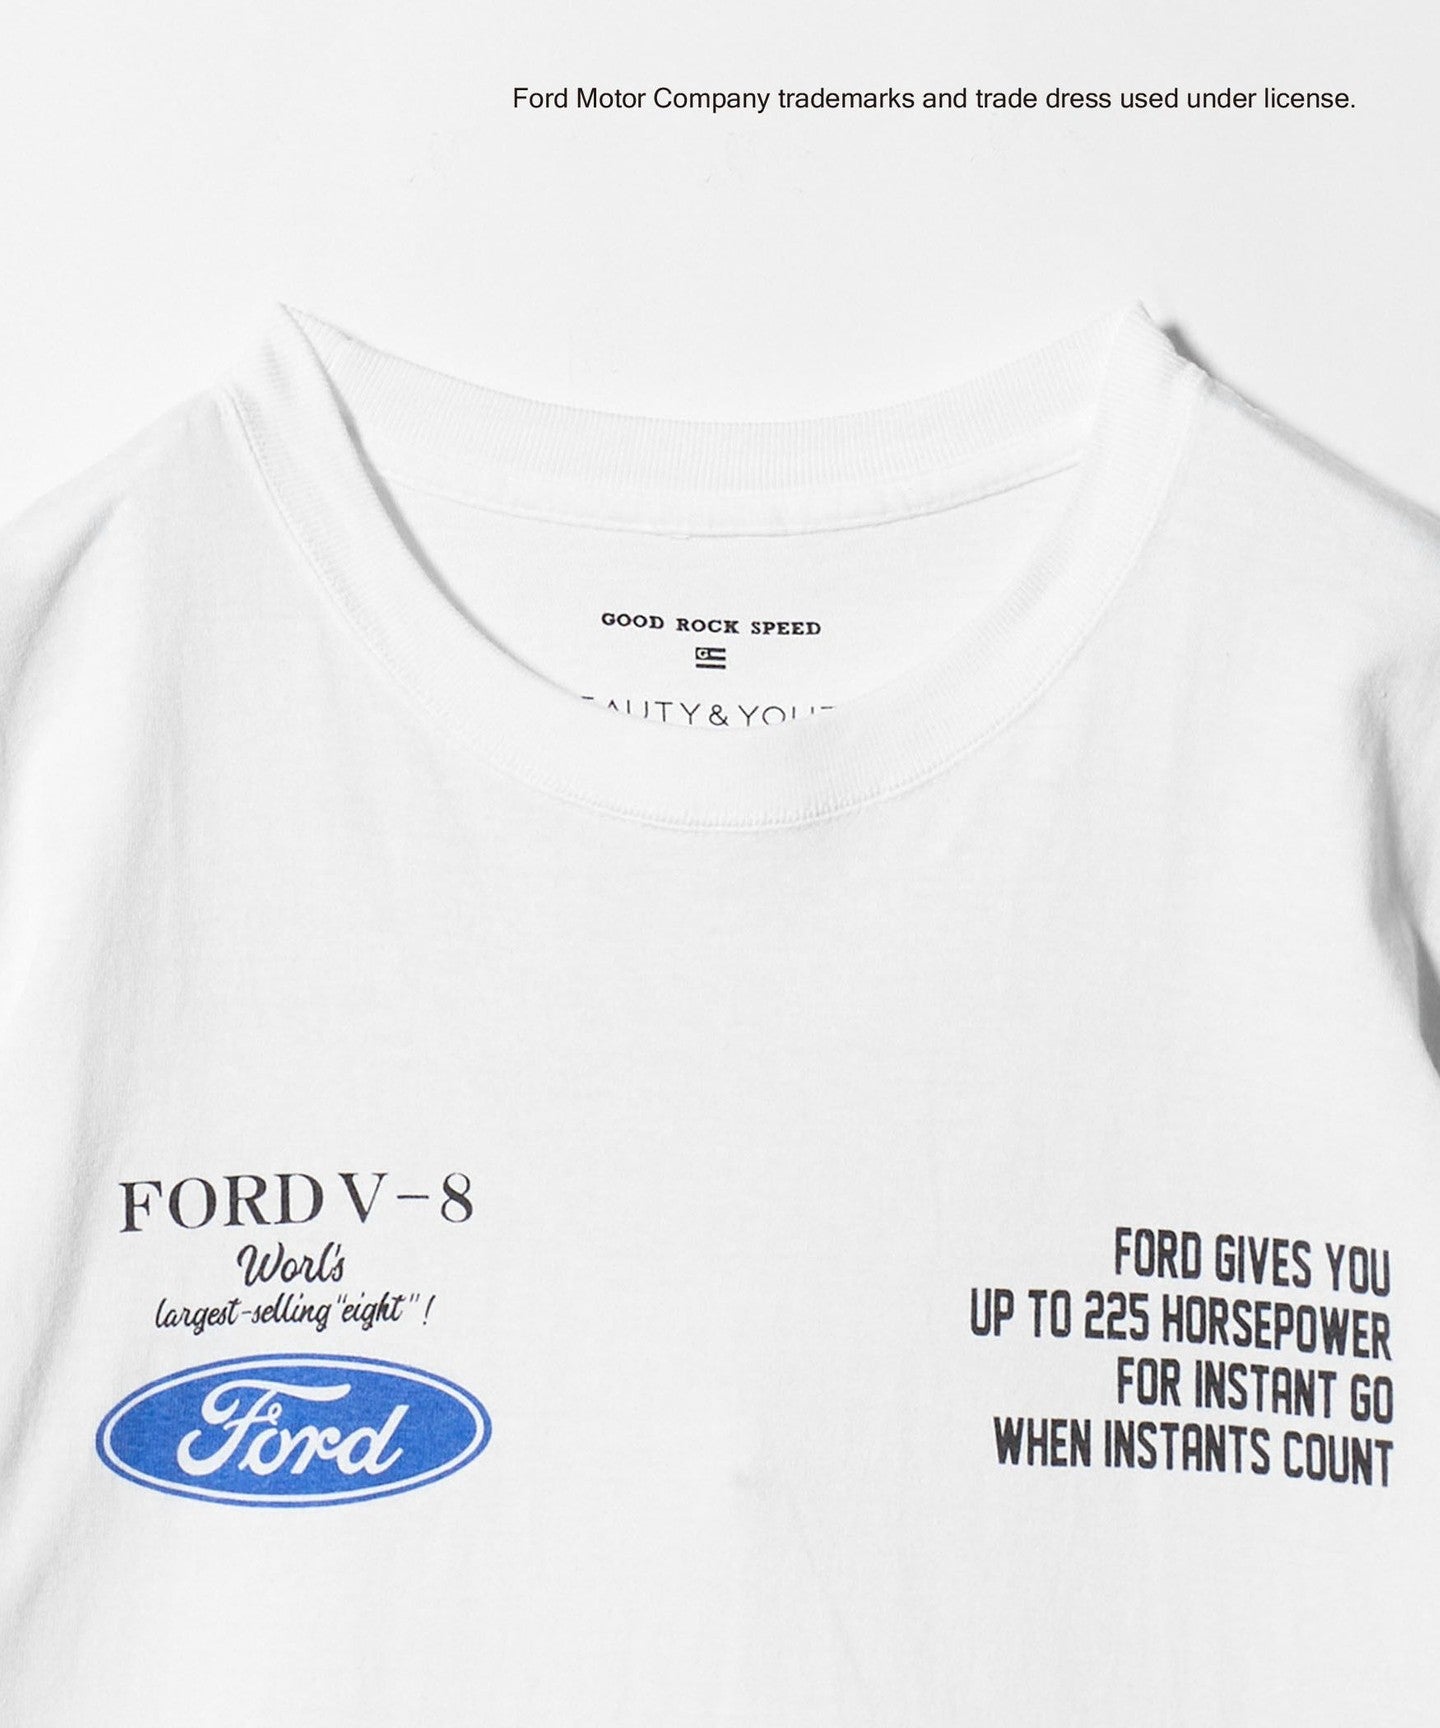 Ford Motor Company trademarks and trade dress used under license.
GOOD ROCK SPEED
G
FORD V-8
Worl's
largest-selling "eight" !
Ford
FORD GIVES YOU
UP TO 225 HORSEPOWER
FOR INSTANT GO
WHEN INSTANTS COUNT